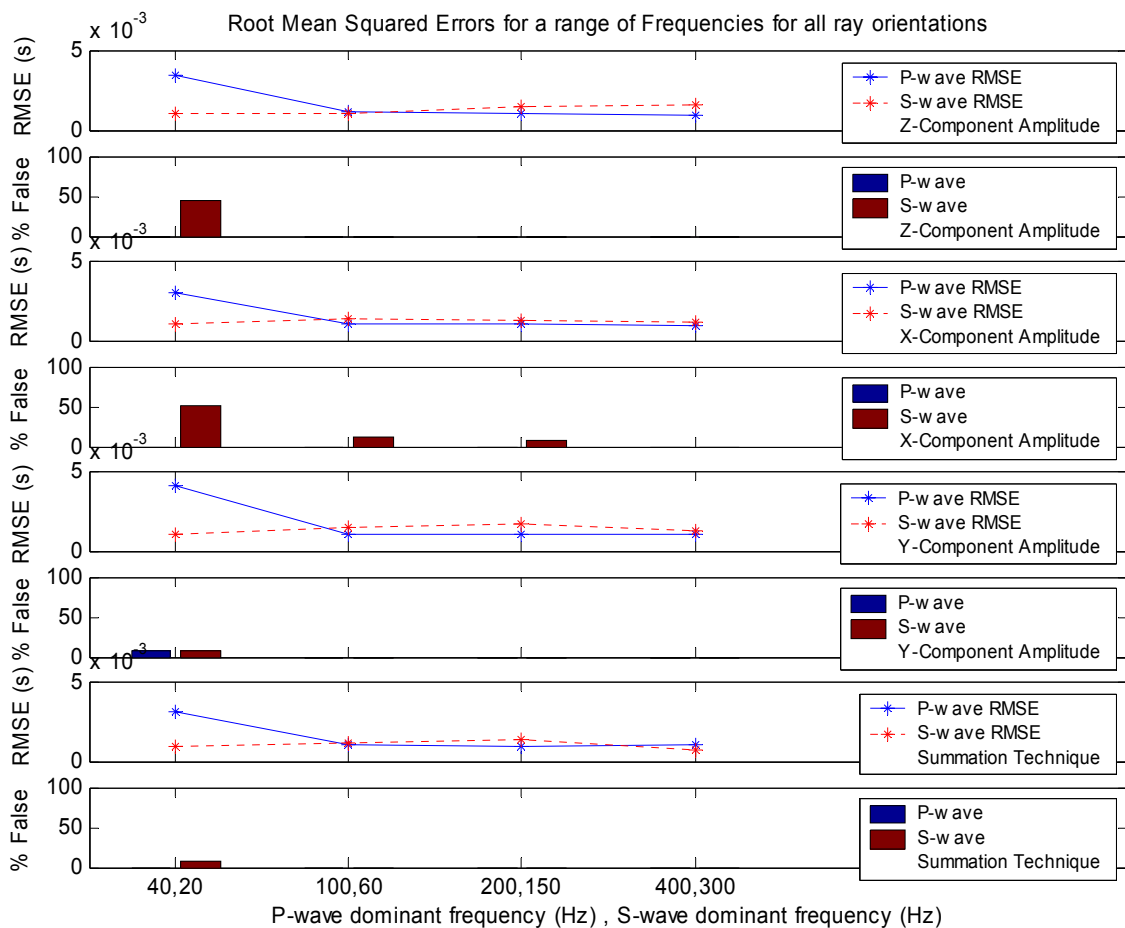 Root Mean Squared Errors for a range of Frequencies for all ray orientations
x 10^-3
RMSE (s)
5
0
P-wave RMSE
S-wave RMSE
Z-Component Amplitude
% False
100
50
0
P-wave
S-wave
Z-Component Amplitude
x 10^-3
RMSE (s)
5
0
P-wave RMSE
S-wave RMSE
X-Component Amplitude
% False
100
50
0
P-wave
S-wave
X-Component Amplitude
x 10^-3
RMSE (s)
5
0
P-wave RMSE
S-wave RMSE
Y-Component Amplitude
% False
100
50
0
P-wave
S-wave
Y-Component Amplitude
x 10^-3
RMSE (s)
5
0
P-wave RMSE
S-wave RMSE
Summation Technique
% False
100
50
0
P-wave
S-wave
Summation Technique
40,20 100,60 200,150 400,300
P-wave dominant frequency (Hz) , S-wave dominant frequency (Hz)